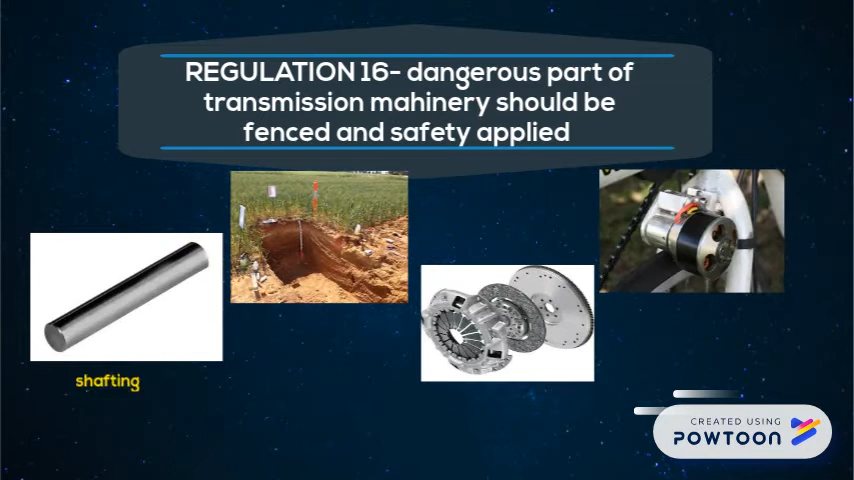 REGULATION 16- dangerous part of
transmission mahinery should be
fenced and safety applied
shafting
CREATED USING
POWTOON